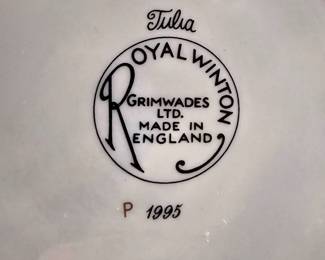 Julia
ROYAL WINTON
GRIMWADES
LTD.
MADE IN
ENGLAND
P 1995